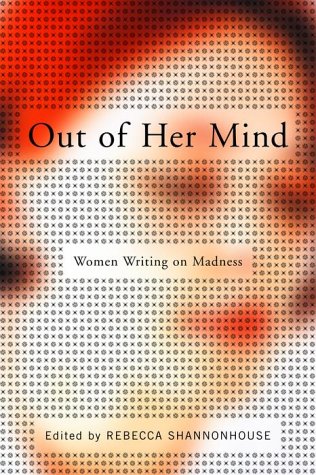 Out of Her Mind
Women Writing on Madness
Edited by REBECCA SHANNONHOUSE